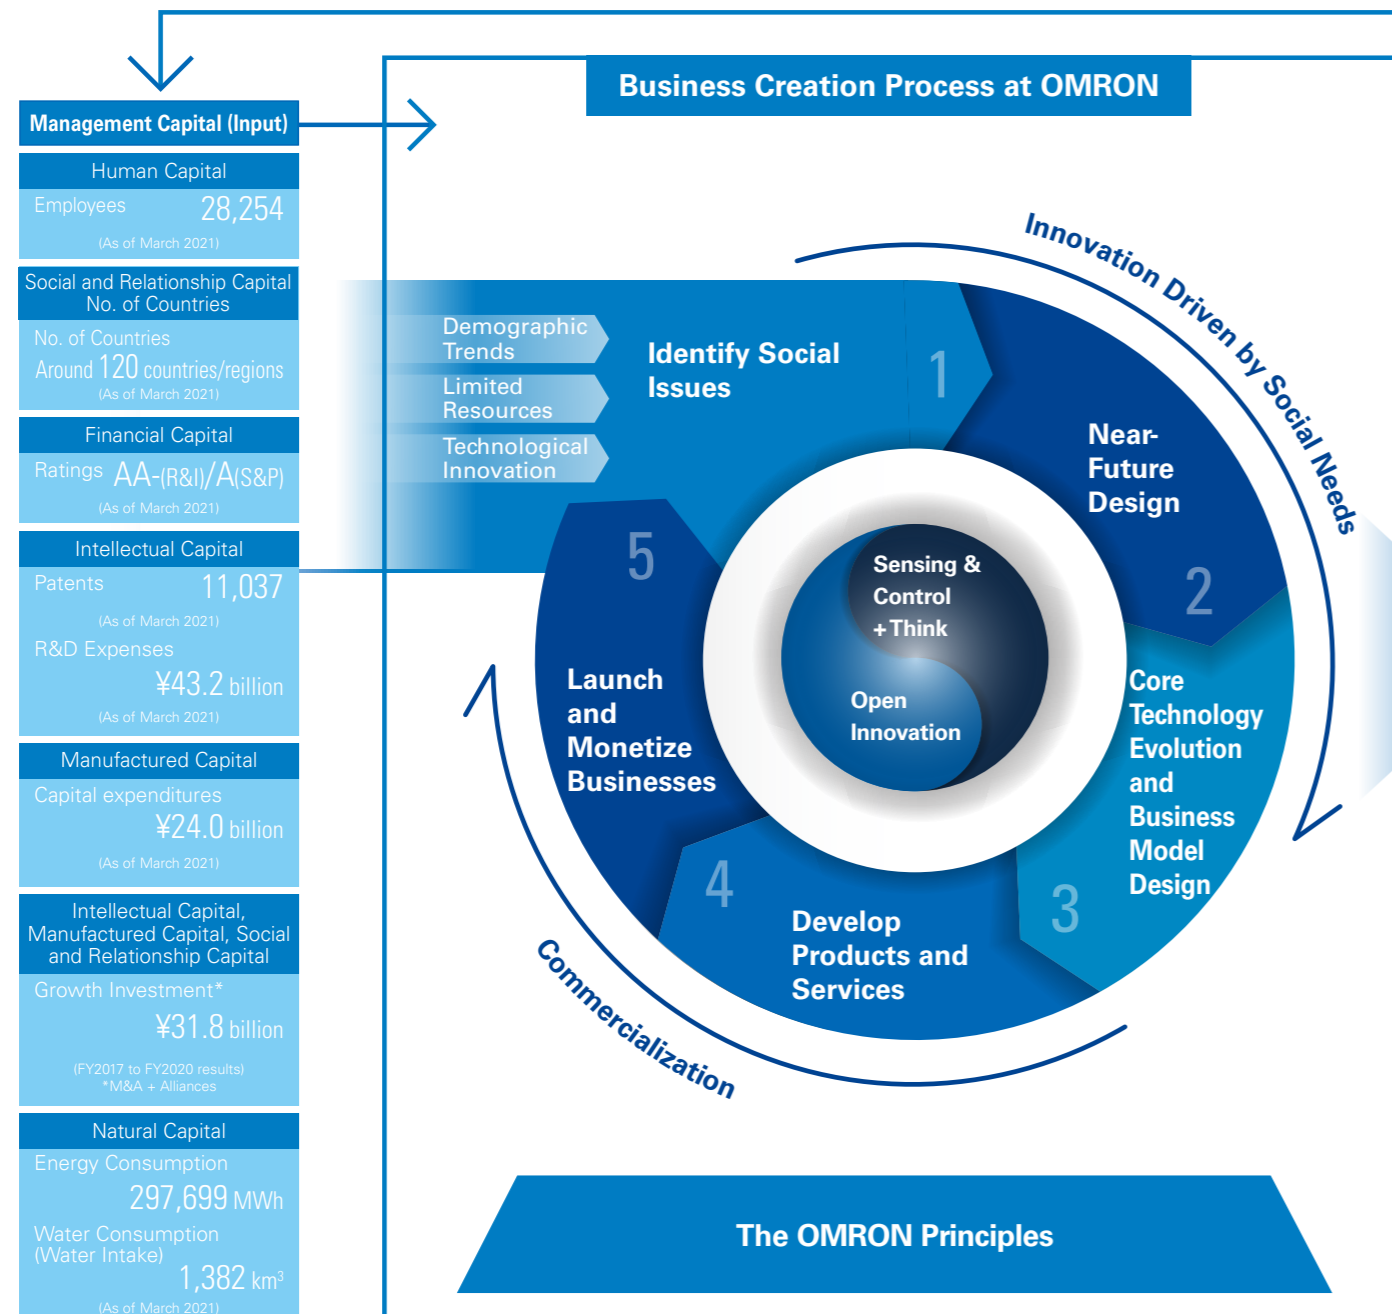 Business Creation Process at OMRON
Management Capital (Input)
Human Capital
Employees 28,254
(As of March 2021)
Social and Relationship Capital
No. of Countries
No. of Countries
Around 120 countries/regions
(As of March 2021)
Financial Capital
Ratings AA-(R&I)/A(S&P)
(As of March 2021)
Intellectual Capital
Patents 11,037
(As of March 2021)
R&D Expenses
¥43.2 billion
(As of March 2021)
Manufactured Capital
Capital expenditures
¥24.0 billion
(As of March 2021)
Intellectual Capital,
Manufactured Capital, Social
and Relationship Capital
Growth Investment*
¥31.8 billion
(FY2017 to FY2020 results)
*M&A + Alliances
Natural Capital
Energy Consumption
297,699 MWh
Water Consumption
(Water Intake)
1,382 km³
(As of March 2021)
Demographic
Trends
Limited
Resources
Technological
Innovation
Identify Social
Issues
1
Innovation Driven by Social Needs
Near-
Future
Design
2
Core
Technology
Evolution
and
Business
Model
Design
3
Develop
Products and
Services
4
Launch
and
Monetize
Businesses
5
Commercialization
Sensing &
Control
+Think
Open
Innovation
The OMRON Principles